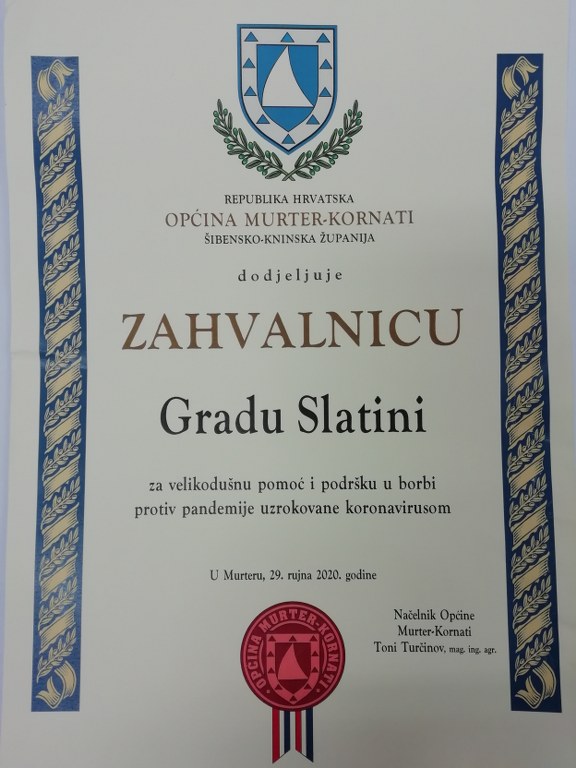 REPUBLIKA HRVATSKA
OPĆINA MURTER-KORNATI
ŠIBENSKO-KNINSKA ŽUPANIJA
dodjeljuje
ZAHVALNICU
Gradu Slatini
za velikodušnu pomoć i podršku u borbi
protiv pandemije uzrokovane koronavirusom
U Murteru, 29. rujna 2020. godine
Načelnik Općine
Murter-Kornati
Toni Turčinov, mag. ing. agr.
OPĆINA MURTER-KORNATI